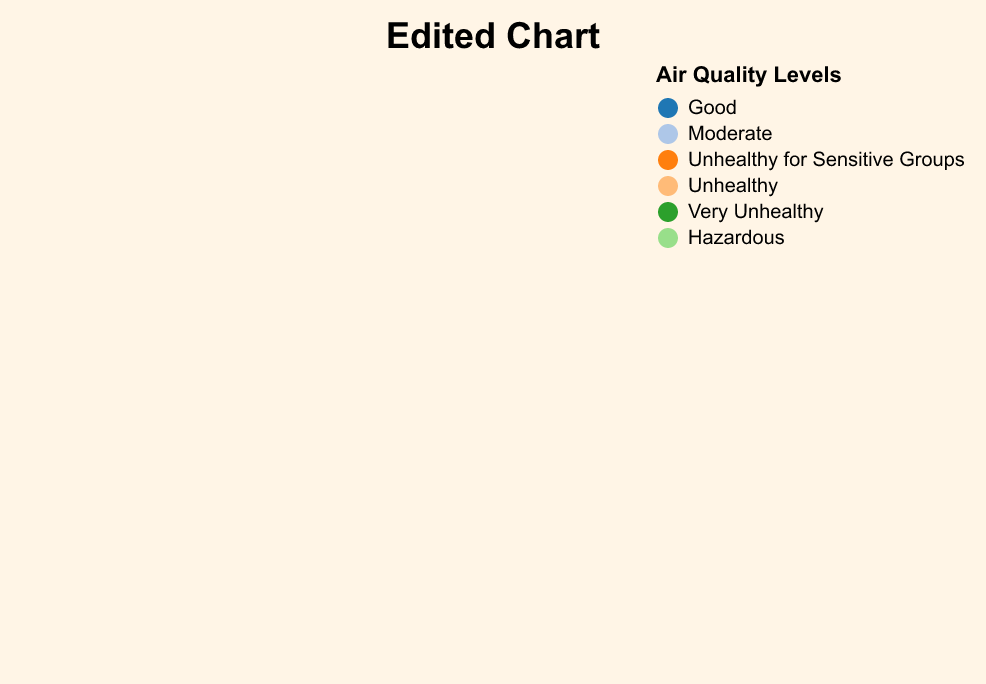 Edited Chart
Air Quality Levels
Good
Moderate
Unhealthy for Sensitive Groups
Unhealthy
Very Unhealthy
Hazardous